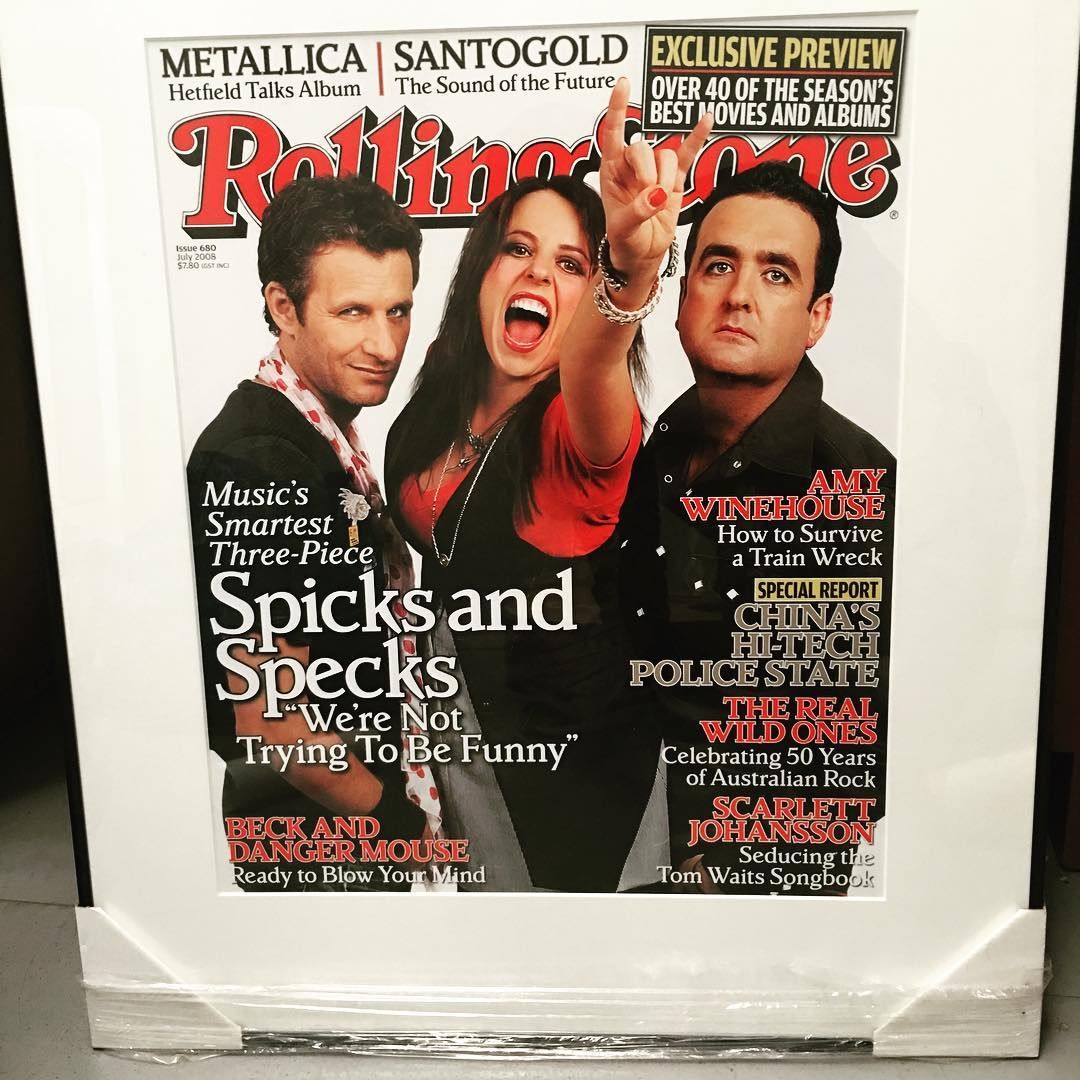 METALLICA
Hetfield Talks Album
SANTOGOLD
The Sound of the Future
EXCLUSIVE PREVIEW
OVER 40 OF THE SEASON'S
BEST MOVIES AND ALBUMS
Rolling Stone
®
Issue 680
July 2008
$7.80 (GST INC)
Music's
Smartest
Three-Piece
Spicks and
Specks
"We're Not
Trying To Be Funny"
BECK AND
DANGER MOUSE
Ready to Blow Your Mind
AMY
WINEHOUSE
How to Survive
a Train Wreck
SPECIAL REPORT
CHINA'S
HI-TECH
POLICE STATE
THE REAL
WILD ONES
Celebrating 50 Years
of Australian Rock
SCARLETT
JOHANSSON
Seducing the
Tom Waits Songbook